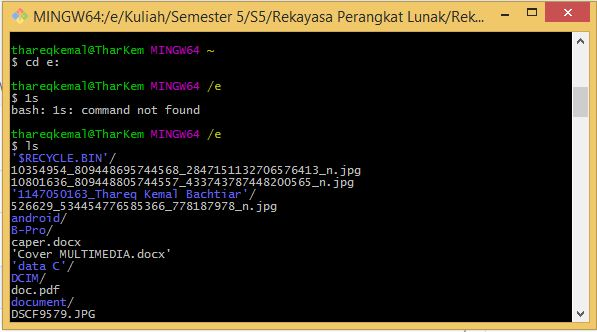 MINGW64:/e/Kuliah/Semester 5/S5/Rekayasa Perangkat Lunak/Rek...
thareqkemal@TharKem MINGW64 ~
$ cd e:
thareqkemal@TharKem MINGW64 /e
$ 1s
bash: 1s: command not found
thareqkemal@TharKem MINGW64 /e
$ ls
'$RECYCLE.BIN'/
10354954_809448695744568_2847151132706576413_n.jpg
10801636_809448805744557_433743787448200565_n.jpg
'1147050163_Thareq Kemal Bachtiar'/
526629_534454776585366_778187978_n.jpg
android/
B-Pro/
caper.docx
'Cover MULTIMEDIA.docx'
'data C'/
DCIM/
doc.pdf
document/
DSCF9579.JPG